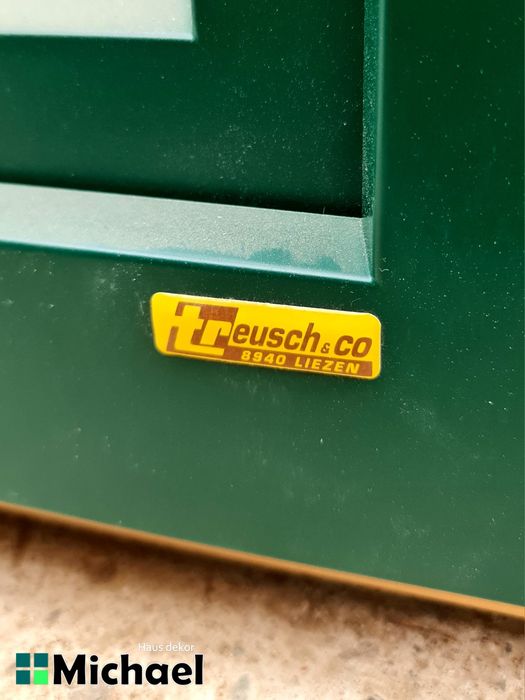 treusch & co
8940 LIEZEN
Haus dekor
Michael